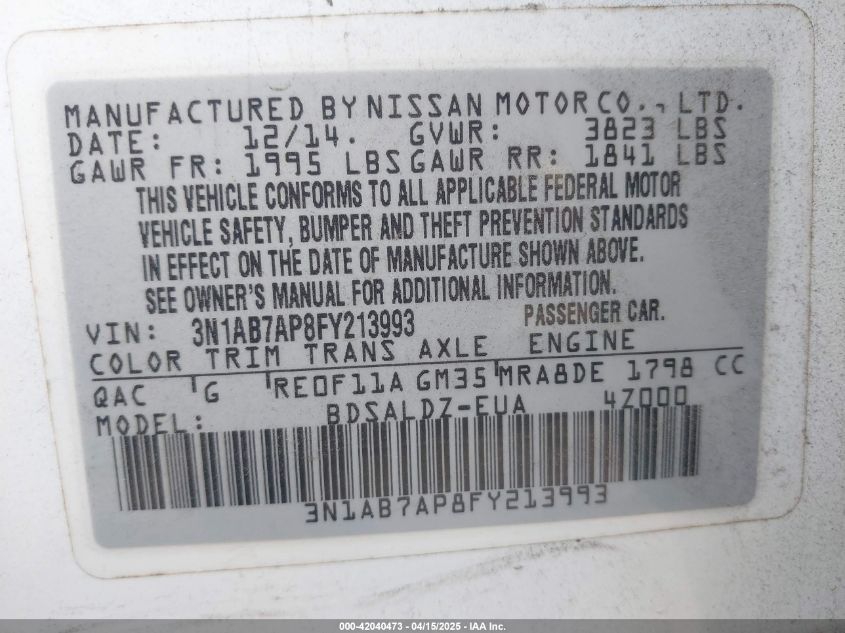 MANUFACTURED BY NISSAN MOTOR CO., LTD.
DATE: 12/14. GVWR: 3823 LBS
GAWR FR: 1995 LBS GAWR RR: 1841 LBS
THIS VEHICLE CONFORMS TO ALL APPLICABLE FEDERAL MOTOR
VEHICLE SAFETY, BUMPER AND THEFT PREVENTION STANDARDS
IN EFFECT ON THE DATE OF MANUFACTURE SHOWN ABOVE.
SEE OWNER'S MANUAL FOR ADDITIONAL INFORMATION.
VIN: 3N1AB7AP8FY213993 PASSENGER CAR.
COLOR TRIM TRANS AXLE ENGINE
QAC G RE0F11A GM35 MRA8DE 1798 CC
MODEL: BDSALDZ-EUA 4Z000
3N1AB7AP8FY213993
000-42040473 - 04/15/2025 - IAA Inc.